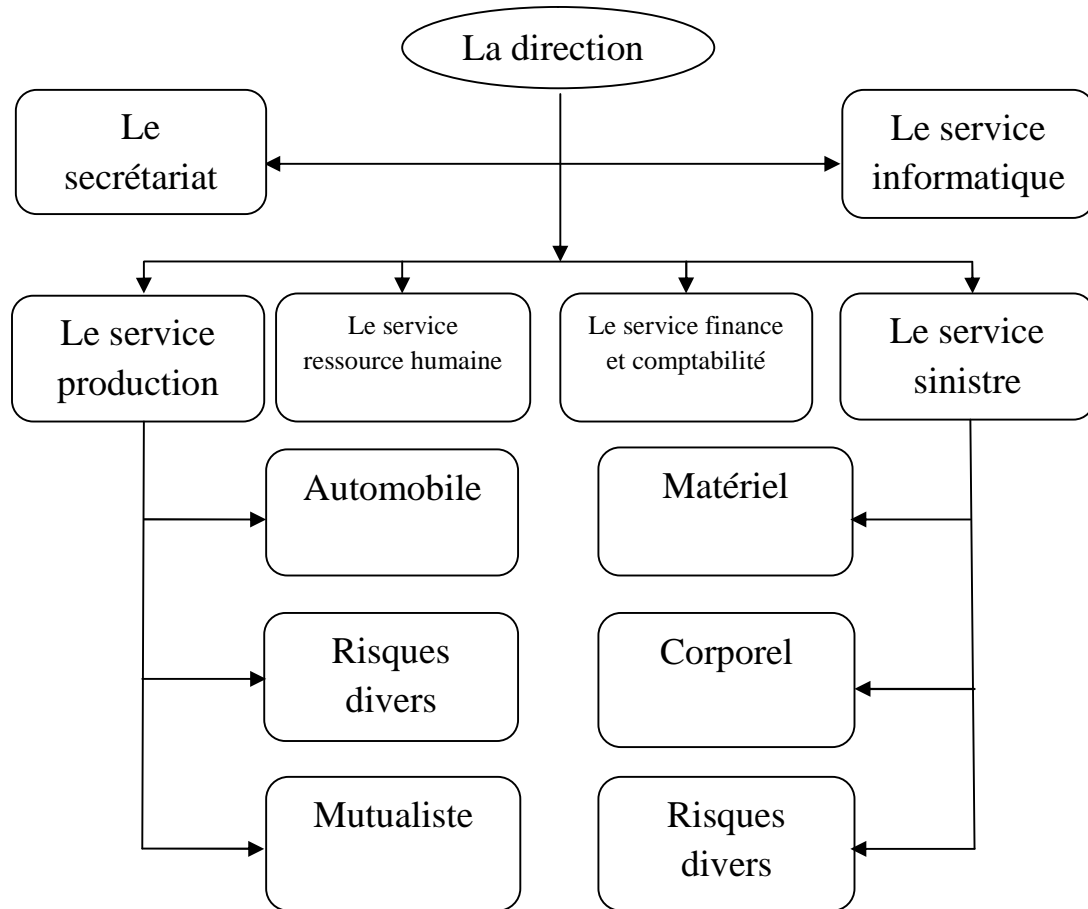 La direction
Le
secrétariat
Le service
informatique
Le service
production
Le service
ressource humaine
Le service finance
et comptabilité
Le service
sinistre
Automobile
Matériel
Risques
divers
Corporel
Mutualiste
Risques
divers